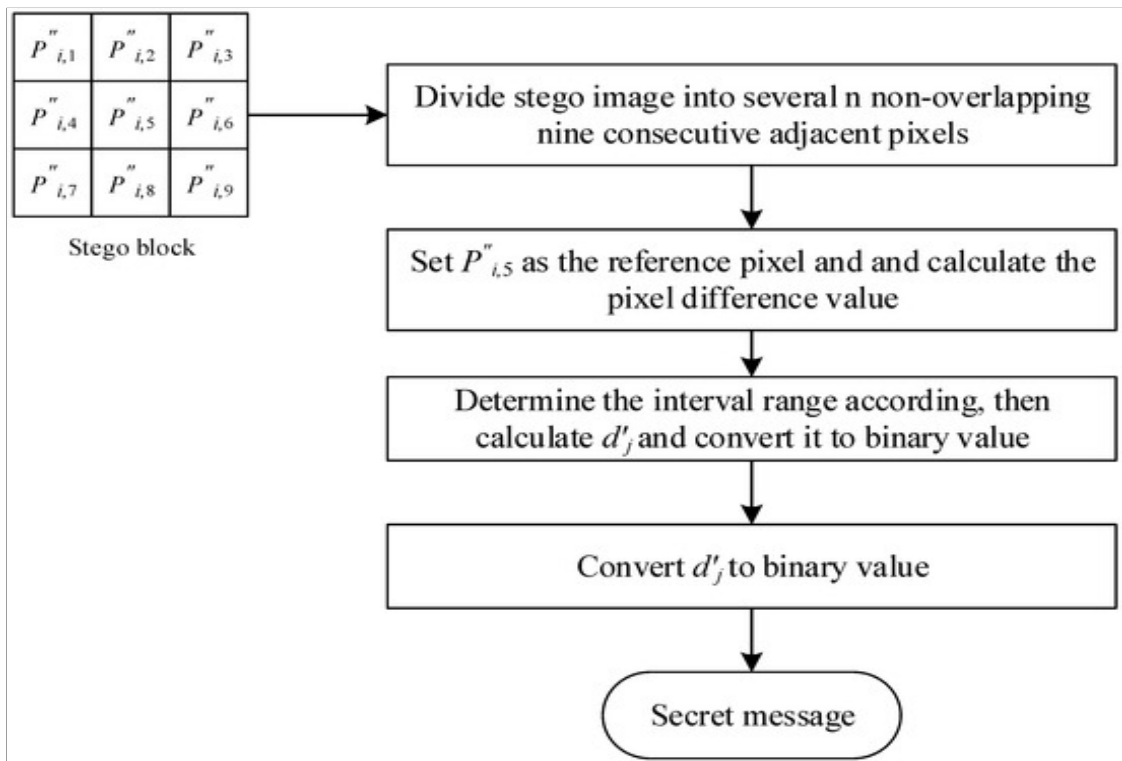 P″i,1 P″i,2 P″i,3
P″i,4 P″i,5 P″i,6
P″i,7 P″i,8 P″i,9
Stego block
Divide stego image into several n non-overlapping
nine consecutive adjacent pixels
Set P″i,5 as the reference pixel and and calculate the
pixel difference value
Determine the interval range according, then
calculate d′j and convert it to binary value
Convert d′j to binary value
Secret message